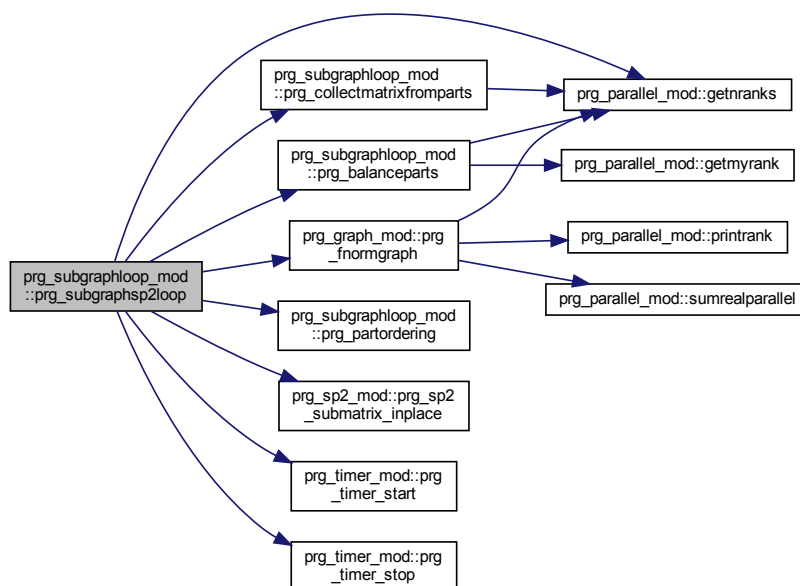 prg_subgraphloop_mod
::prg_subgraphsp2loop
prg_subgraphloop_mod
::prg_collectmatrixfromparts
prg_subgraphloop_mod
::prg_balanceparts
prg_graph_mod::prg
_fnormgraph
prg_subgraphloop_mod
::prg_partordering
prg_sp2_mod::prg_sp2
_submatrix_inplace
prg_timer_mod::prg
_timer_start
prg_timer_mod::prg
_timer_stop
prg_parallel_mod::getnranks
prg_parallel_mod::getmyrank
prg_parallel_mod::printrank
prg_parallel_mod::sumrealparallel